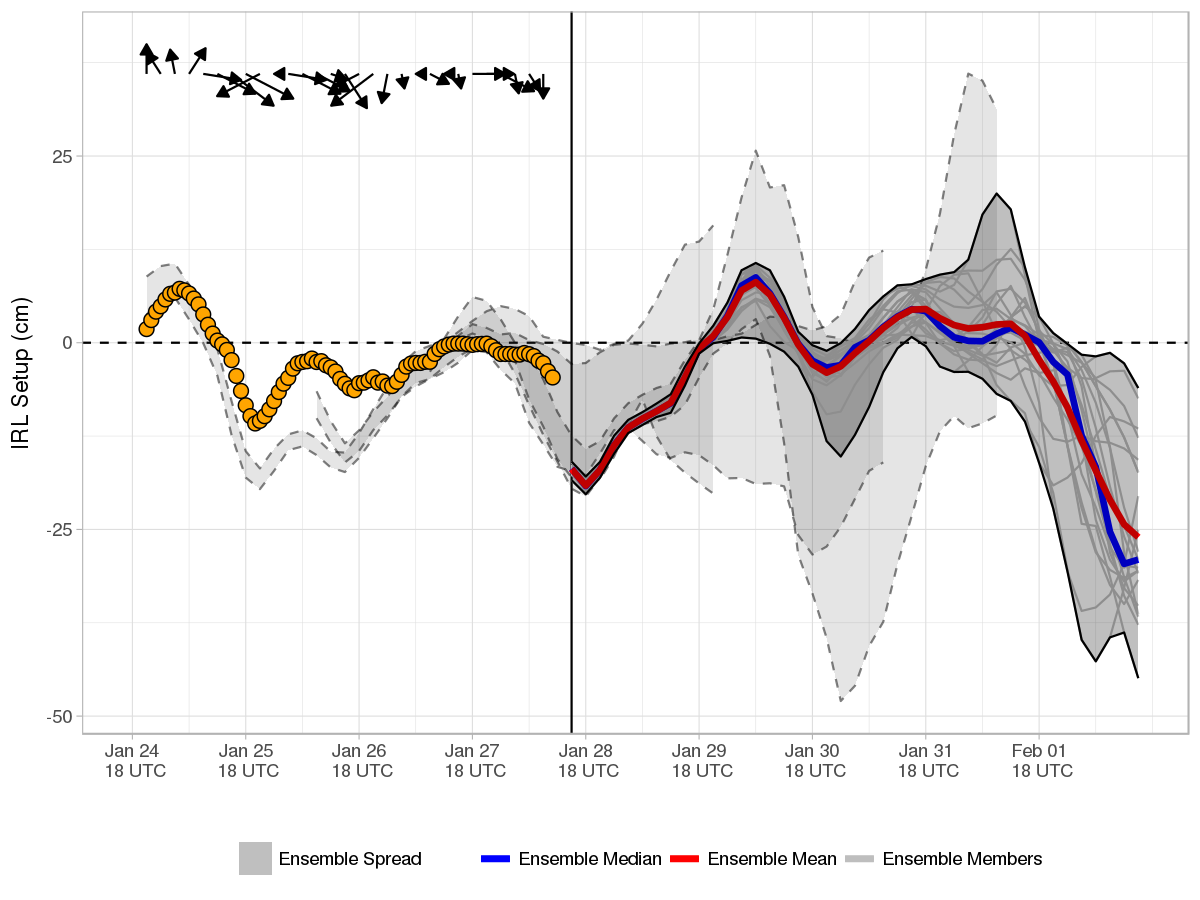 IRL Setup (cm)
25
0
-25
-50
Jan 24 Jan 25 Jan 26 Jan 27 Jan 28 Jan 29 Jan 30 Jan 31 Feb 01
18 UTC 18 UTC 18 UTC 18 UTC 18 UTC 18 UTC 18 UTC 18 UTC 18 UTC
Ensemble Spread Ensemble Median Ensemble Mean Ensemble Members